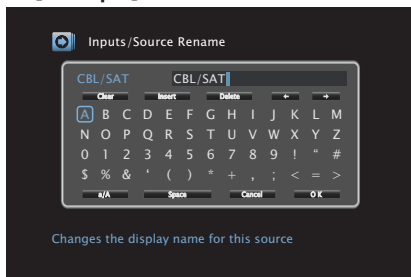 Inputs/Source Rename
CBL/SAT CBL/SAT
Clear Insert Delete ← →
A B C D E F G H I J K L M
N O P Q R S T U V W X Y Z
0 1 2 3 4 5 6 7 8 9 ! “ #
$ % & ‘ ( ) * + , ; < = >
a/A Space Cancel OK
Changes the display name for this source